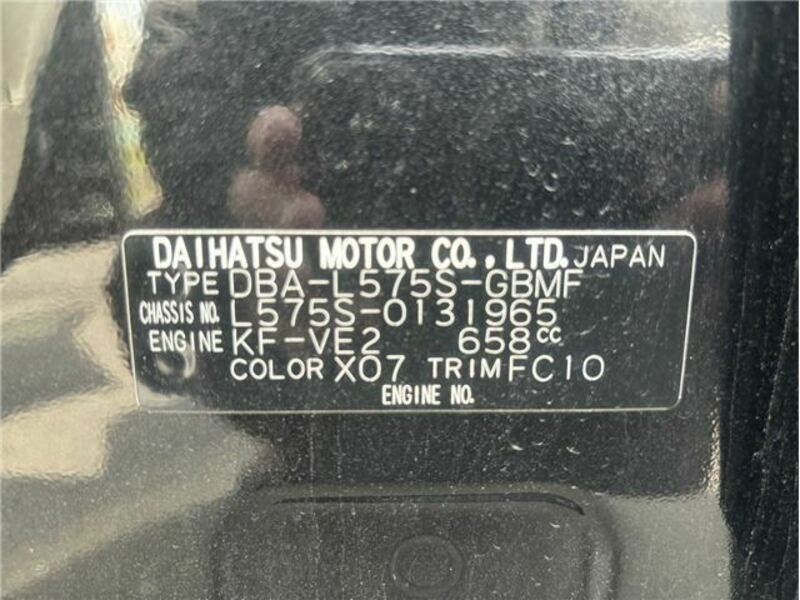 DAIHATSU MOTOR CO., LTD. JAPAN
TYPE DBA-L575S-GBMF
CHASSIS NO. L575S-0131965
ENGINE KF-VE2 658cc
COLOR X07 TRIM FC10
ENGINE NO.